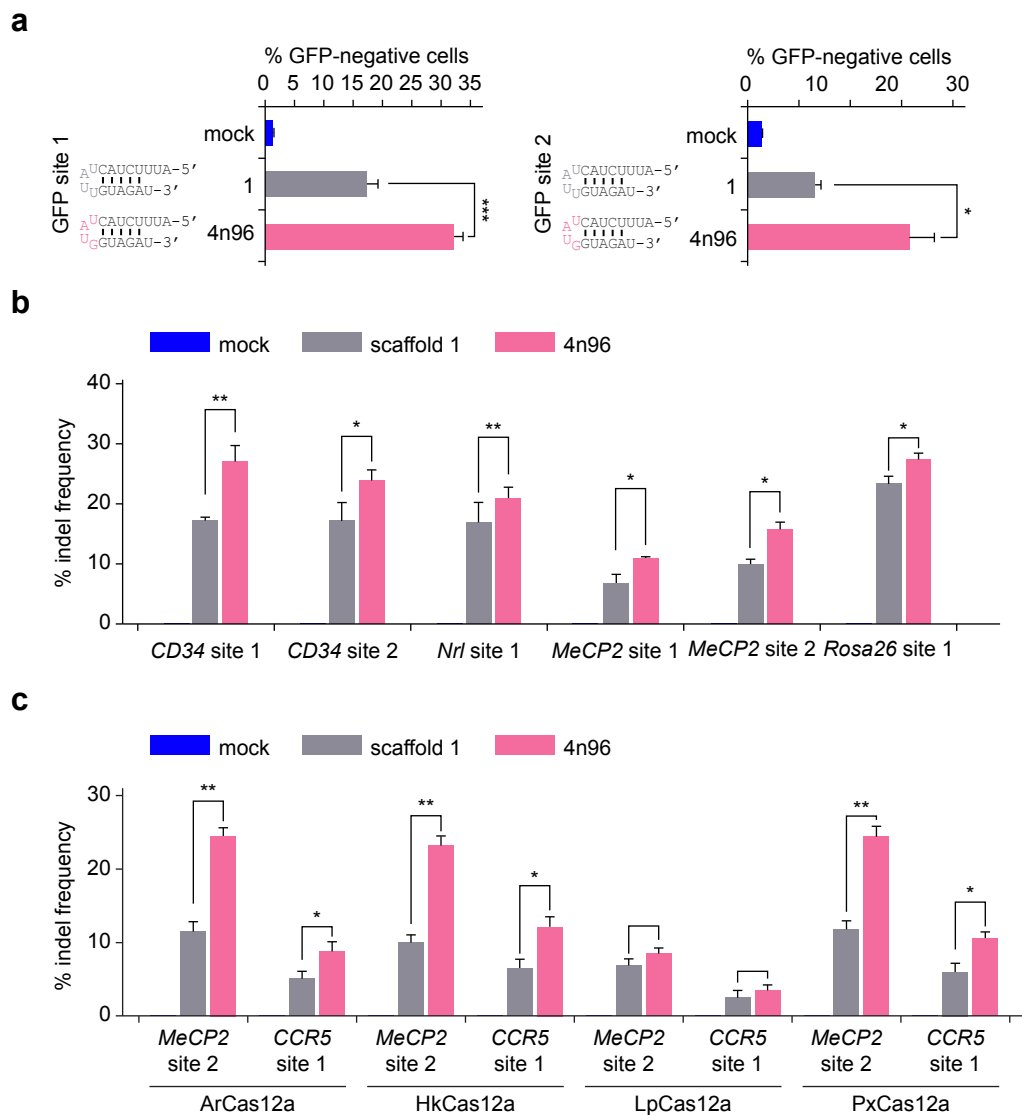 a
% GFP-negative cells
0 5 10 15 20 25 30 35
GFP site 1
mock
1
4n96
AUCAUCUUUA-5’
UUGUAGAU-3’
AUCAUCUUUA-5’
UGGUAGAU-3’
***
% GFP-negative cells
0 10 20 30
GFP site 2
mock
1
4n96
AUCAUCUUUA-5’
UUGUAGAU-3’
AUCAUCUUUA-5’
UGGUAGAU-3’
*
b
mock scaffold 1 4n96
% indel frequency
40
30
20
10
0
** * ** * * *
CD34 site 1 CD34 site 2 Nrl site 1 MeCP2 site 1 MeCP2 site 2 Rosa26 site 1
c
mock scaffold 1 4n96
% indel frequency
30
20
10
0
** * ** * ** *
MeCP2 CCR5 MeCP2 CCR5 MeCP2 CCR5 MeCP2 CCR5
site 2 site 1 site 2 site 1 site 2 site 1 site 2 site 1
ArCas12a HkCas12a LpCas12a PxCas12a